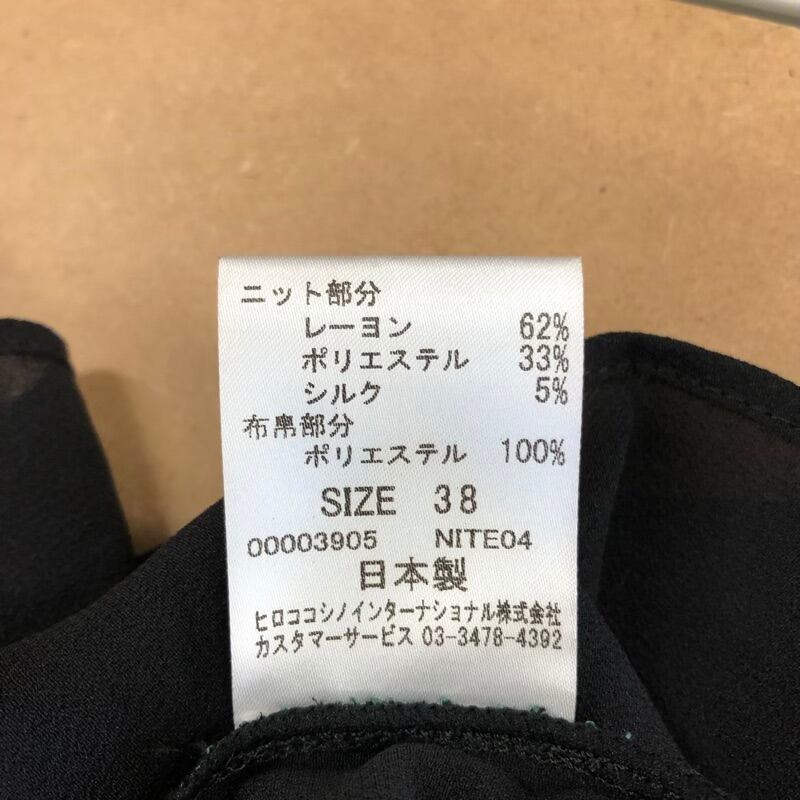 ニット部分
レーヨン 62%
ポリエステル 33%
シルク 5%
布帛部分
ポリエステル 100%
SIZE 38
00003905 NITE04
日本製
ヒロココシノインターナショナル株式会社
カスタマーサービス 03-3478-4392